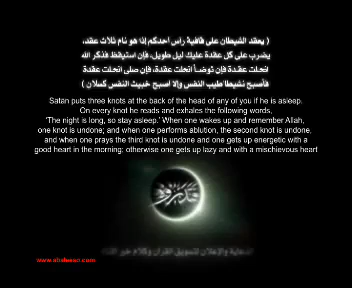 ( يعقد الشيطان على قافية رأس أحدكم إذا هو نام ثلاث عقد،
يضرب على كل عقدة عليك ليل طويل، فإن استيقظ فذكر الله
انحلت عقدة فإن توضأ انحلت عقدة، فإن صلى انحلت عقدة
فأصبح نشيطا طيب النفس وإلا أصبح خبيث النفس كسلان )
Satan puts three knots at the back of the head of any of you if he is asleep.
On every knot he reads and exhales the following words,
'The night is long, so stay asleep.' When one wakes up and remember Allah,
one knot is undone; and when one performs ablution, the second knot is undone,
and when one prays the third knot is undone and one gets up energetic with a
good heart in the morning; otherwise one gets up lazy and with a mischievous heart